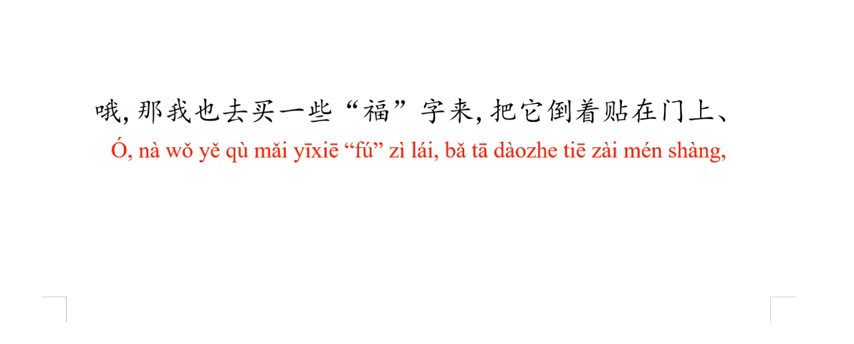 哦,那我也去买一些“福”字来,把它倒着贴在门上、
Ó, nà wǒ yě qù mǎi yīxiē “fú” zì lái, bǎ tā dàozhe tiē zài mén shàng,